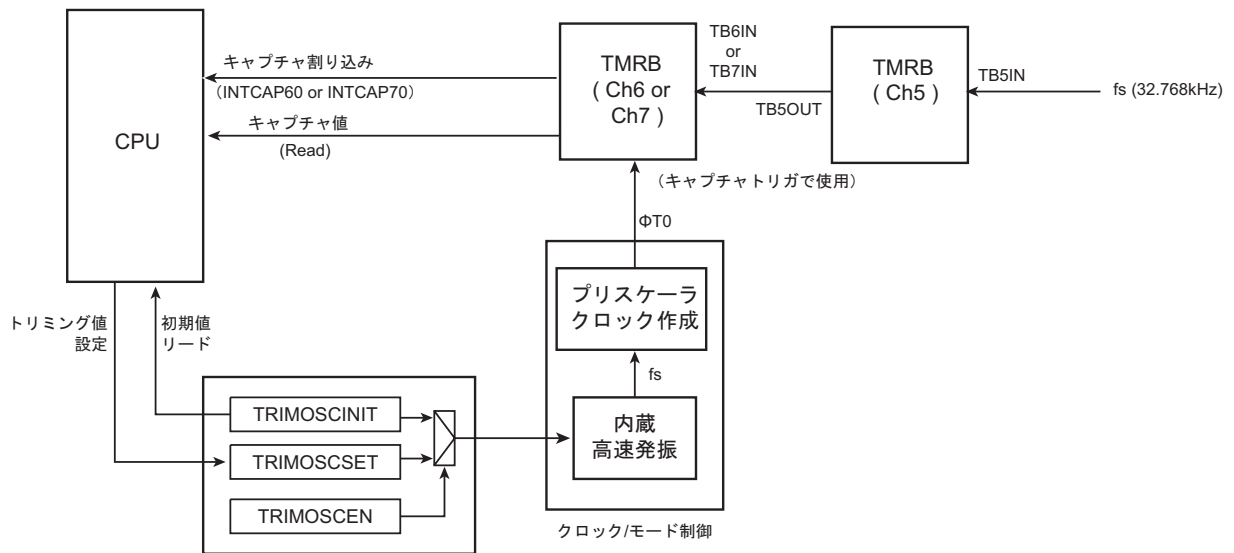 CPU
キャプチャ割り込み
（INTCAP60 or INTCAP70)
キャプチャ値
(Read)
TMRB
( Ch6 or
Ch7 )
TB6IN
or
TB7IN
TB5OUT
TMRB
( Ch5 )
TB5IN
fs (32.768kHz)
（キャプチャトリガで使用）
ΦT0
プリスケーラ
クロック作成
fs
内蔵
高速発振
クロック/モード制御
トリミング値
設定
初期値
リード
TRIMOSCINIT
TRIMOSCSET
TRIMOSCEN